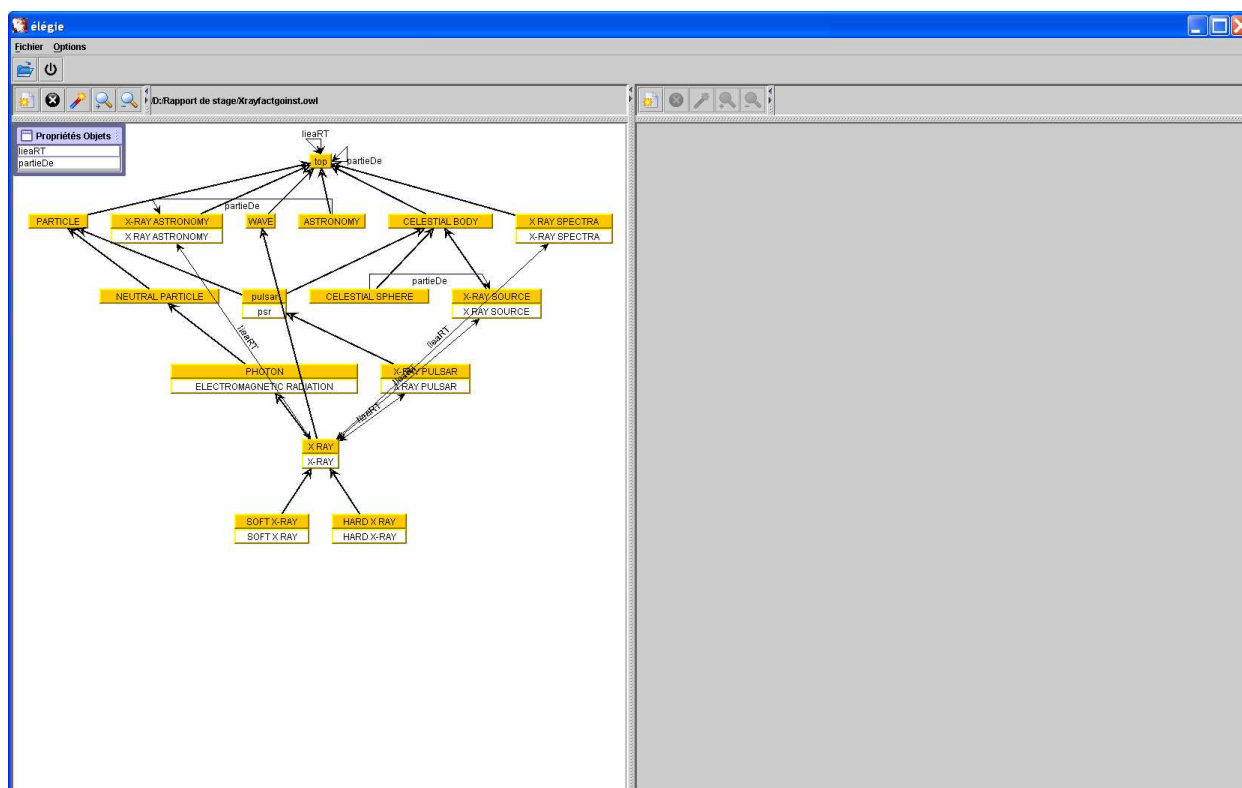 élégie
Fichier Options
/D:/Rapport de stage/Xrayfactgoinst.owl
Propriétés Objets
lieaRT
partieDe
lieaRT
top
partieDe
partieDe
PARTICLE
X-RAY ASTRONOMY
X RAY ASTRONOMY
WAVE
ASTRONOMY
CELESTIAL BODY
X RAY SPECTRA
X-RAY SPECTRA
partieDe
NEUTRAL PARTICLE
pulsar
psr
CELESTIAL SPHERE
X-RAY SOURCE
X RAY SOURCE
lieaRT
lieaRT
PHOTON
ELECTROMAGNETIC RADIATION
X-RAY PULSAR
X RAY PULSAR
lieaRT
lieaRT
X RAY
X-RAY
SOFT X-RAY
SOFT X RAY
HARD X RAY
HARD X-RAY